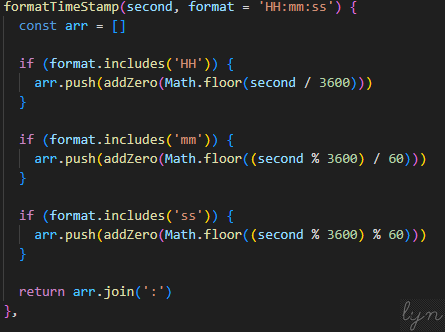 formatTimeStamp(second, format = 'HH:mm:ss') {
const arr = []
if (format.includes('HH')) {
arr.push(addZero(Math.floor(second / 3600)))
}
if (format.includes('mm')) {
arr.push(addZero(Math.floor((second % 3600) / 60)))
}
if (format.includes('ss')) {
arr.push(addZero(Math.floor((second % 3600) % 60)))
}
return arr.join(':')
},
lyn